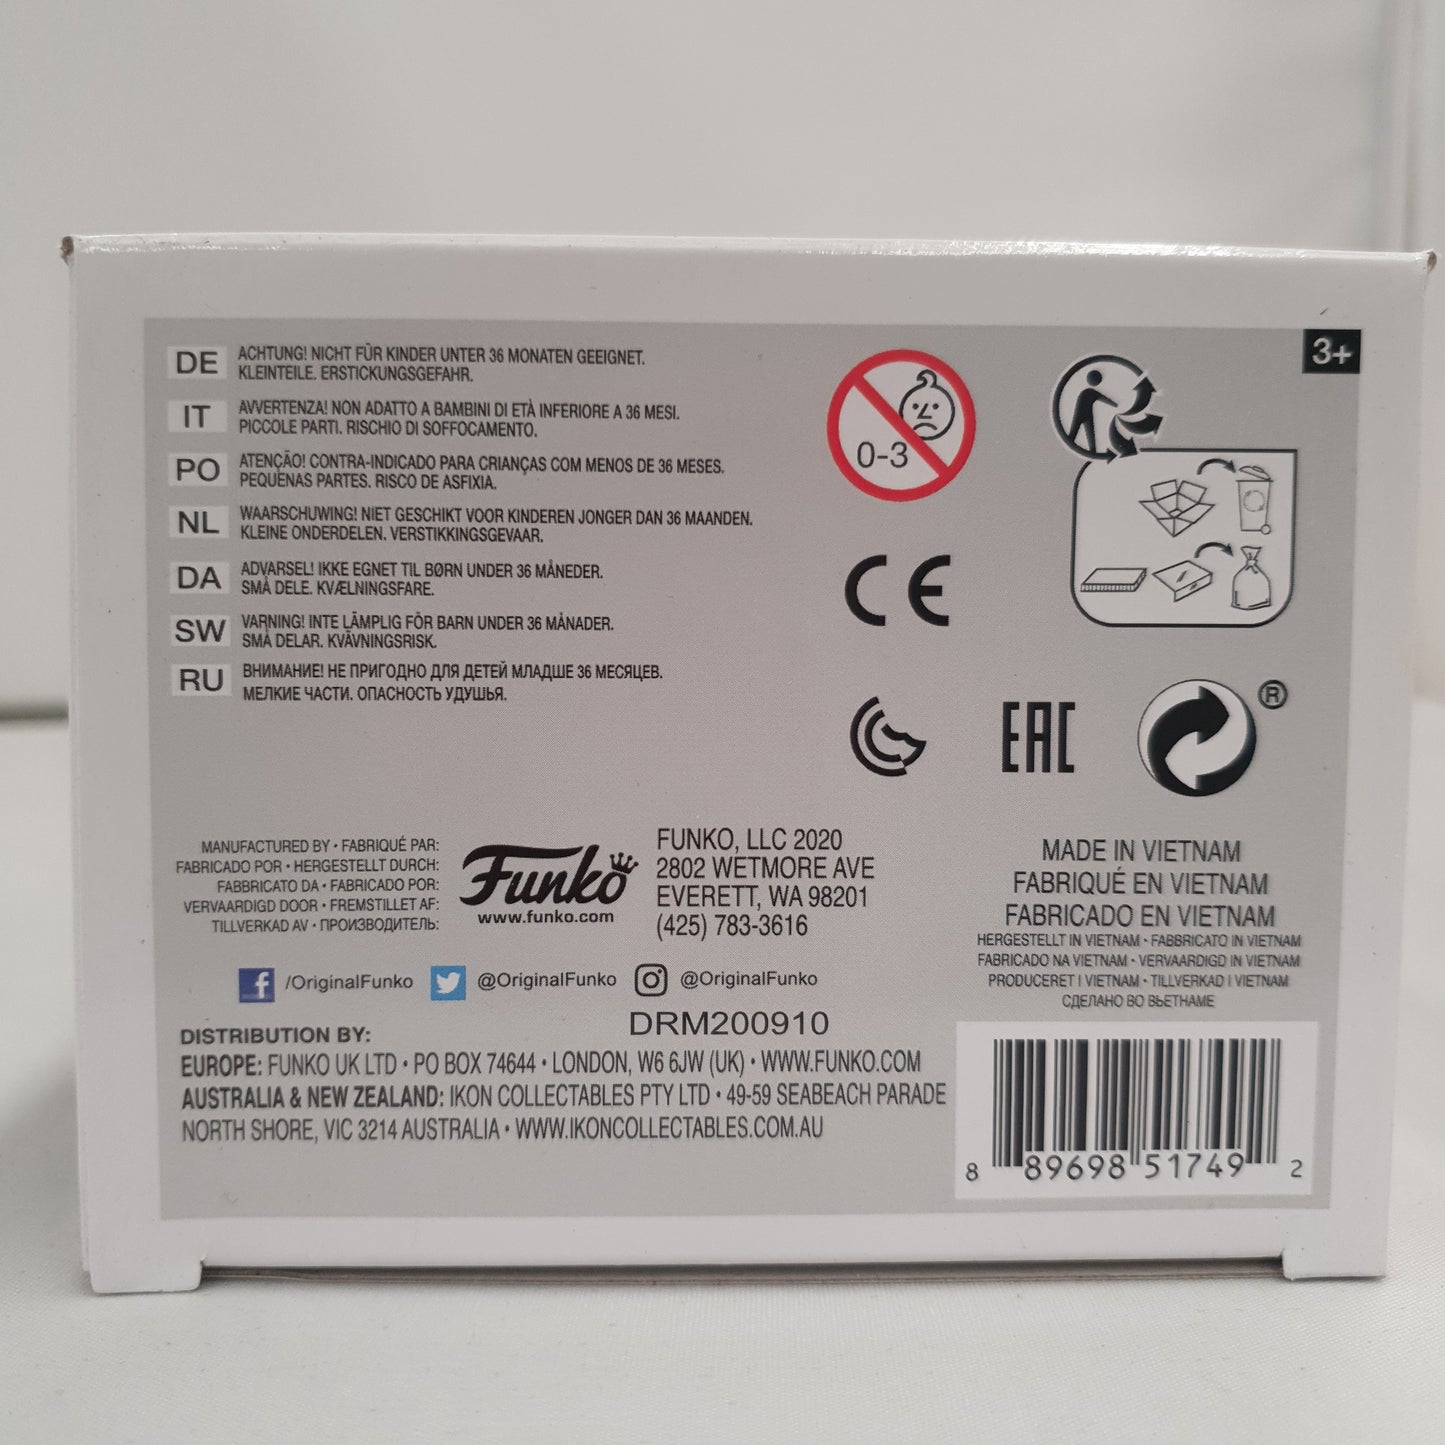 3+
DE ACHTUNG! NICHT FÜR KINDER UNTER 36 MONATEN GEEIGNET.
KLEINTEILE. ERSTICKUNGSGEFAHR.
IT AVVERTENZA! NON ADATTO A BAMBINI DI ETÀ INFERIORE A 36 MESI.
PICCOLE PARTI. RISCHIO DI SOFFOCAMENTO.
PO ATENÇÃO! CONTRA-INDICADO PARA CRIANÇAS COM MENOS DE 36 MESES.
PEQUENAS PARTES. RISCO DE ASFIXIA.
NL WAARSCHUWING! NIET GESCHIKT VOOR KINDEREN JONGER DAN 36 MAANDEN.
KLEINE ONDERDELEN. VERSTIKKINGSGEVAAR.
DA ADVARSEL! IKKE EGNET TIL BØRN UNDER 36 MÅNEDER.
SMÅ DELE. KVÆLNINGSFARE.
SW VARNING! INTE LÄMPLIG FÖR BARN UNDER 36 MÅNADER.
SMÅ DELAR. KVÄVNINGSRISK.
RU ВНИМАНИЕ! НЕ ПРИГОДНО ДЛЯ ДЕТЕЙ МЛАДШЕ 36 МЕСЯЦЕВ.
МЕЛКИЕ ЧАСТИ. ОПАСНОСТЬ УДУШЬЯ.
0-3
CE
EAC
®
MANUFACTURED BY • FABRIQUÉ PAR:
FABRICADO POR • HERGESTELLT DURCH:
FABBRICATO DA • FABRICADO POR:
VERVAARDIGD DOOR • FREMSTILLET AF:
TILLVERKAD AV • ПРОИЗВОДИТЕЛЬ:
Funko
www.funko.com
FUNKO, LLC 2020
2802 WETMORE AVE
EVERETT, WA 98201
(425) 783-3616
MADE IN VIETNAM
FABRIQUÉ EN VIETNAM
FABRICADO EN VIETNAM
HERGESTELLT IN VIETNAM • FABBRICATO IN VIETNAM
FABRICADO NA VIETNAM • VERVAARDIGD IN VIETNAM
PRODUCERET I VIETNAM • TILLVERKAD I VIETNAM
СДЕЛАНО ВО ВЬЕТНАМЕ
f /OriginalFunko @OriginalFunko @OriginalFunko
DRM200910
DISTRIBUTION BY:
EUROPE: FUNKO UK LTD • PO BOX 74644 • LONDON, W6 6JW (UK) • WWW.FUNKO.COM
AUSTRALIA & NEW ZEALAND: IKON COLLECTABLES PTY LTD • 49-59 SEABEACH PARADE
NORTH SHORE, VIC 3214 AUSTRALIA • WWW.IKONCOLLECTABLES.COM.AU
8 89698 51749 2